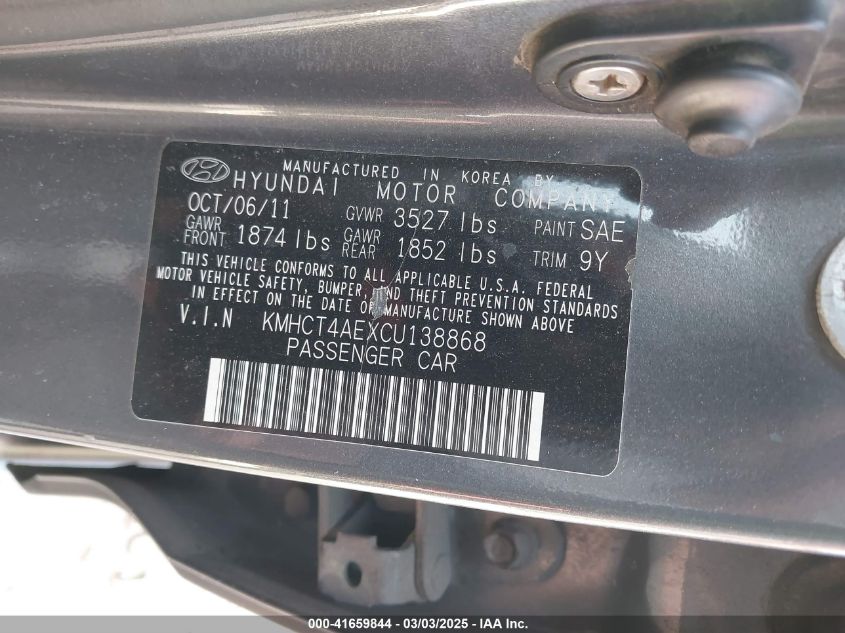 MANUFACTURED IN KOREA BY
HYUNDAI MOTOR COMPANY
OCT/06/11 GVWR 3527 lbs PAINT SAE
GAWR FRONT 1874 lbs GAWR REAR 1852 lbs TRIM 9Y
THIS VEHICLE CONFORMS TO ALL APPLICABLE U.S.A. FEDERAL
MOTOR VEHICLE SAFETY, BUMPER, AND THEFT PREVENTION STANDARDS
IN EFFECT ON THE DATE OF MANUFACTURE SHOWN ABOVE
V.I.N KMHCT4AEXCU138868
PASSENGER CAR
000-41659844 - 03/03/2025 - IAAI - Copart. Inc.